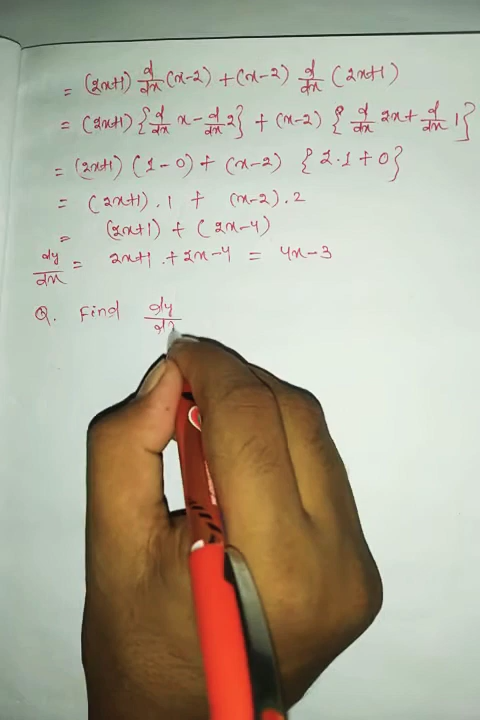 = (2x+1) d/dx (x-2) + (x-2) d/dx (2x+1)
= (2x+1) {d/dx x - d/dx 2} + (x-2) { d/dx 2x + d/dx 1}
= (2x+1) (1-0) + (x-2) {2·1+0}
= (2x+1) .1 + (x-2).2
= (2x+1) + (2x-4)
dy/dx = 2x+1 + 2x-4 = 4x-3
Q. Find dy/d